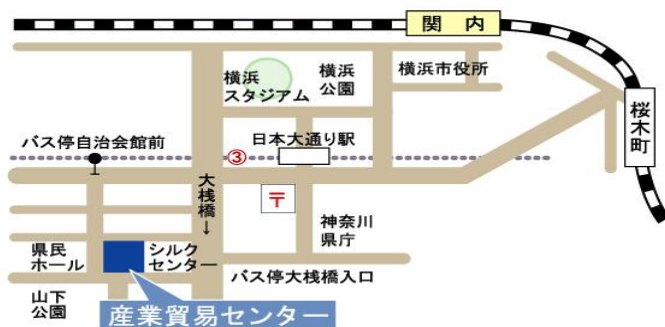 関 内
横浜
スタジアム
横浜
公園
横浜市役所
桜木町
バス停自治会館前
日本大通り駅
③
大桟橋→
〒
神奈川
県庁
県民
ホール
シルク
センター
バス停大桟橋入口
山下
公園
産業貿易センター